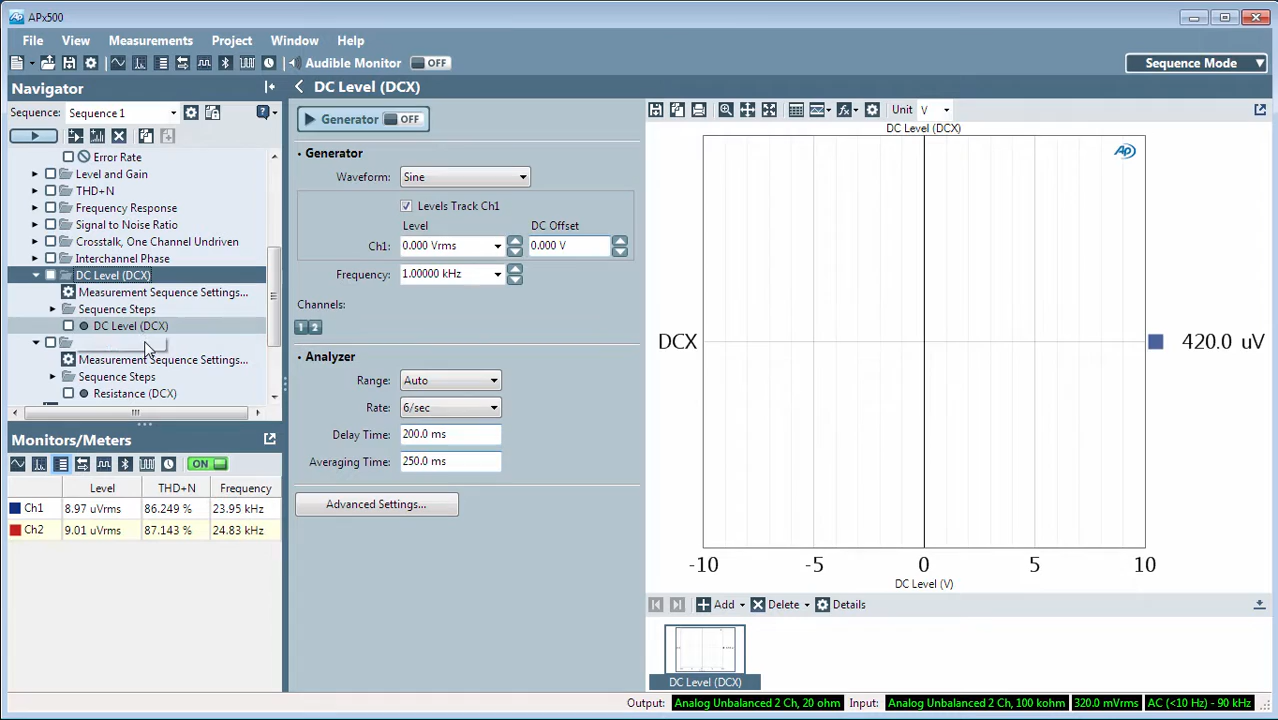 APx500
File View Measurements Project Window Help
Audible Monitor OFF
Sequence Mode
Navigator
DC Level (DCX)
Sequence: Sequence 1
Generator OFF
Unit V
DC Level (DCX)
Error Rate
Level and Gain
THD+N
Frequency Response
Signal to Noise Ratio
Crosstalk, One Channel Undriven
Interchannel Phase
DC Level (DCX)
Measurement Sequence Settings...
Sequence Steps
DC Level (DCX)
Measurement Sequence Settings...
Sequence Steps
Resistance (DCX)
Generator
Waveform: Sine
Levels Track Ch1
Level DC Offset
Ch1: 0.000 Vrms 0.000 V
Frequency: 1.00000 kHz
Channels:
1 2
Analyzer
Range: Auto
Rate: 6/sec
Delay Time: 200.0 ms
Averaging Time: 250.0 ms
Advanced Settings...
AP
DCX 420.0 uV
-10 -5 0 5 10
DC Level (V)
Add Delete Details
DC Level (DCX)
Monitors/Meters
ON
Level THD+N Frequency
Ch1 8.97 uVrms 86.249 % 23.95 kHz
Ch2 9.01 uVrms 87.143 % 24.83 kHz
Output: Analog Unbalanced 2 Ch, 20 ohm Input: Analog Unbalanced 2 Ch, 100 kohm 320.0 mVrms AC (<10 Hz) - 90 kHz